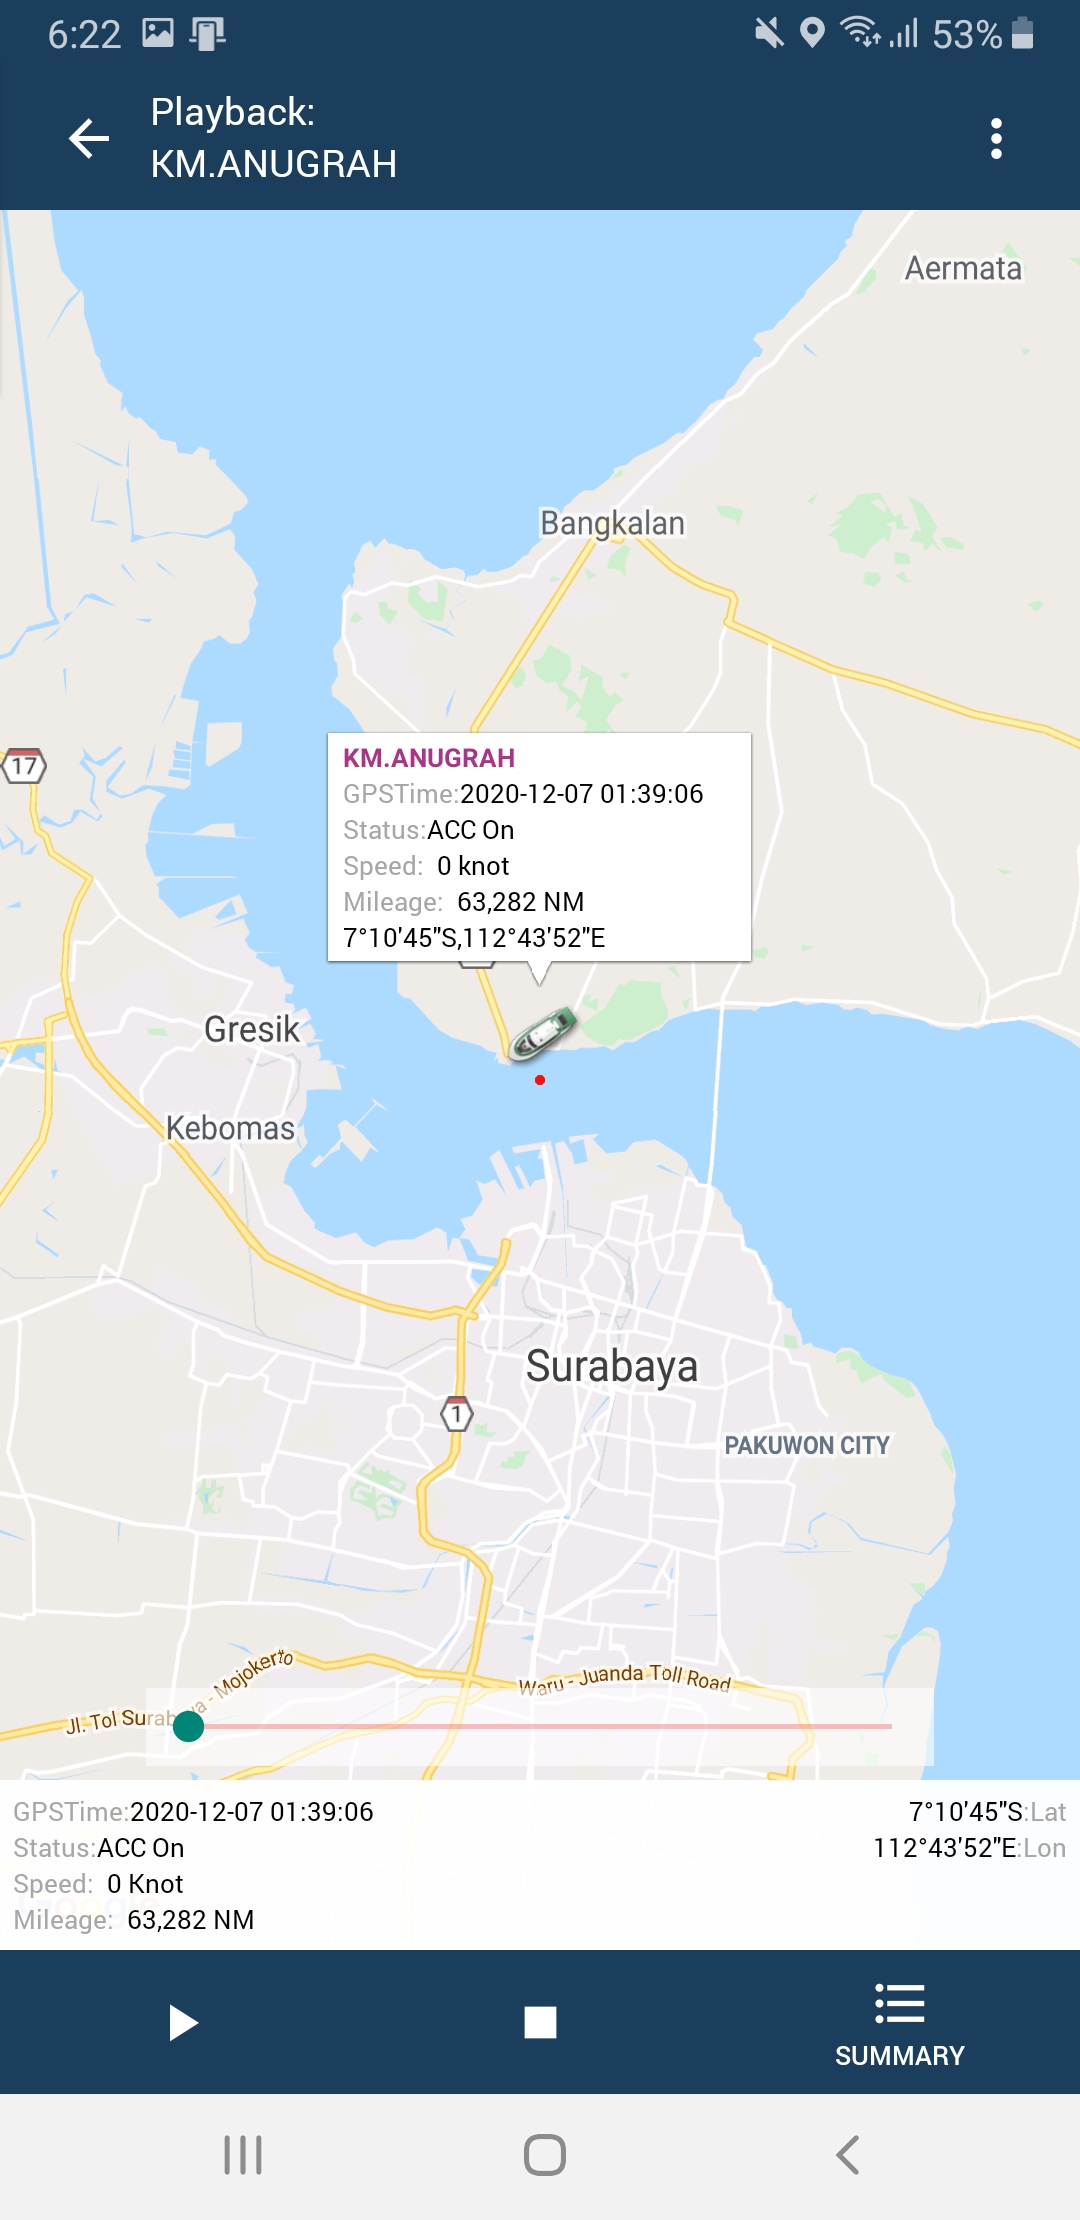 6:22
53%
Playback:
KM.ANUGRAH
Aermata
Bangkalan
17
KM.ANUGRAH
GPSTime:2020-12-07 01:39:06
Status:ACC On
Speed: 0 knot
Mileage: 63,282 NM
7°10'45"S,112°43'52"E
Gresik
Kebomas
Surabaya
1
PAKUWON CITY
Jl. Tol Surabaya - Mojokerto
Waru - Juanda Toll Road
GPSTime:2020-12-07 01:39:06
7°10'45"S:Lat
Status:ACC On
112°43'52"E:Lon
Speed: 0 Knot
Google
Mileage: 63,282 NM
SUMMARY